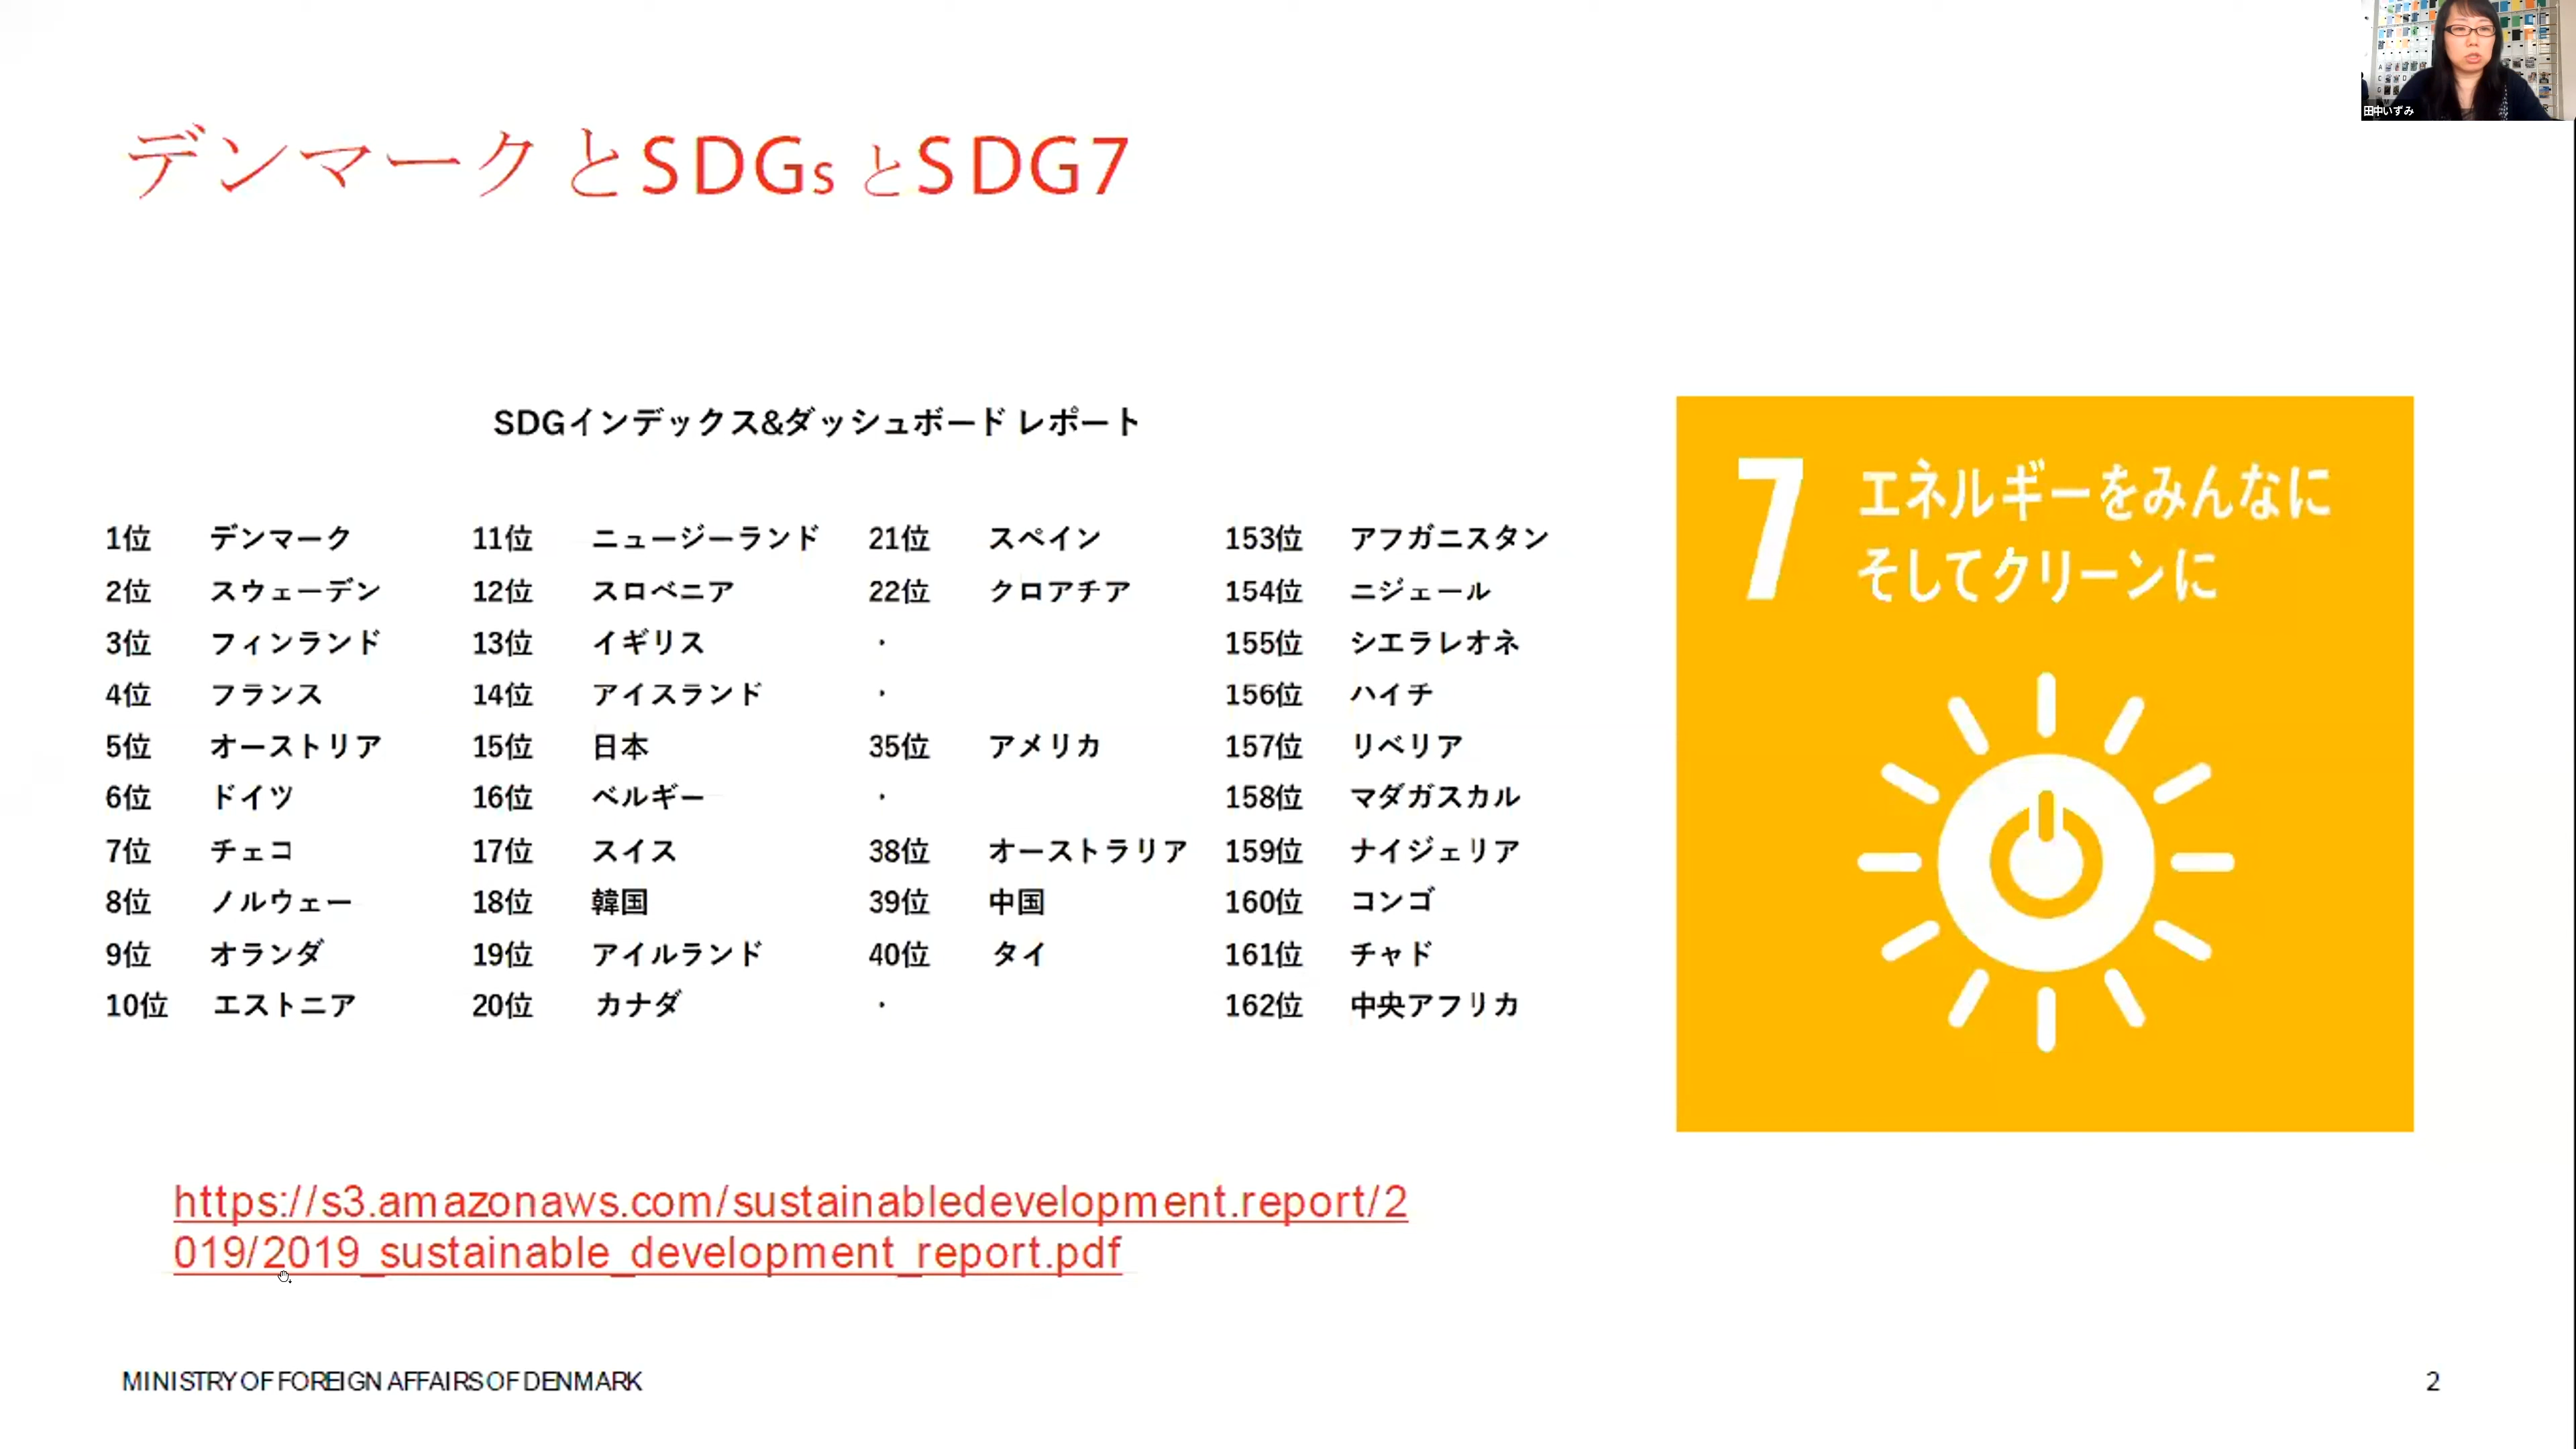 田中いずみ
デンマークとSDGsとSDG7
SDGインデックス&ダッシュボード レポート
1位 デンマーク 11位 ニュージーランド 21位 スペイン 153位 アフガニスタン
2位 スウェーデン 12位 スロベニア 22位 クロアチア 154位 ニジェール
3位 フィンランド 13位 イギリス ・ 155位 シエラレオネ
4位 フランス 14位 アイスランド ・ 156位 ハイチ
5位 オーストリア 15位 日本 35位 アメリカ 157位 リベリア
6位 ドイツ 16位 ベルギー ・ 158位 マダガスカル
7位 チェコ 17位 スイス 38位 オーストラリア 159位 ナイジェリア
8位 ノルウェー 18位 韓国 39位 中国 160位 コンゴ
9位 オランダ 19位 アイルランド 40位 タイ 161位 チャド
10位 エストニア 20位 カナダ ・ 162位 中央アフリカ
7 エネルギーをみんなに
そしてクリーンに
https://s3.amazonaws.com/sustainabledevelopment.report/2
019/2019_sustainable_development_report.pdf
MINISTRY OF FOREIGN AFFAIRS OF DENMARK
2